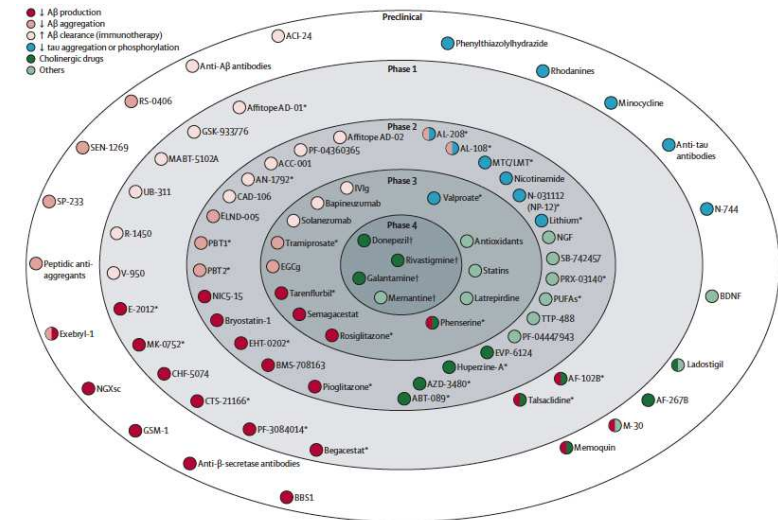 ↓ Aβ production
↓ Aβ aggregation
↑ Aβ clearance (immunotherapy)
↓ tau aggregation or phosphorylation
Cholinergic drugs
Others
Preclinical
ACI-24
Phenylthiazolylhydrazide
Anti-Aβ antibodies
Rhodanines
RS-0406
Minocycline
SEN-1269
Anti-tau
antibodies
SP-233
N-744
Peptidic anti-
aggregants
BDNF
Exebryl-1
Ladostigil
NGXsc
AF-267B
GSM-1
M-30
Anti-β-secretase antibodies
Memoquin
BBS1
Phase 1
Affitope AD-01*
GSK-933776
MABT-5102A
UB-311
R-1450
V-950
E-2012*
MK-0752*
CHF-5074
CTS-21166*
PF-3084014*
Begacestat*
Talsaclidine*
AF-102B*
Phase 2
Affitope AD-02
AL-208*
PF-04360365
AL-108*
ACC-001
MTC/LMT*
AN-1792*
Nicotinamide
CAD-106
N-031112
(NP-12)*
ELND-005
Lithium*
PBT1*
NGF
PBT2*
SB-742457
NIC5-15
PRX-03140*
Bryostatin-1
PUFAs*
EHT-0202*
TTP-488
BMS-708163
PF-04447943
Pioglitazone*
EVP-6124
Huperzine-A*
AZD-3480*
ABT-089*
Phase 3
IVIg
Valproate*
Bapineuzumab
Solanezumab
Tramiprosate*
Antioxidants
EGCg
Statins
Tarenflurbil*
Latrepirdine
Semagacestat
Phenserine*
Rosiglitazone*
Phase 4
Donepezil†
Rivastigmine†
Galantamine†
Memantine†